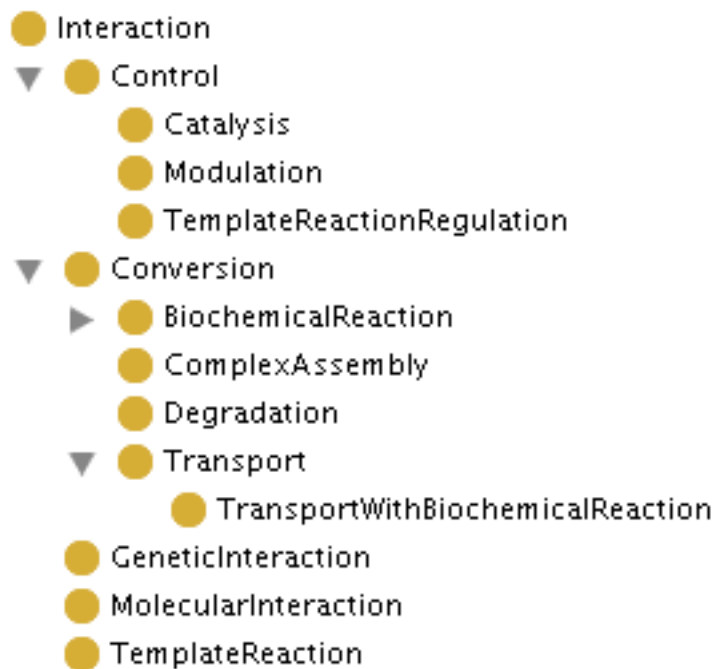 Interaction
Control
Catalysis
Modulation
TemplateReactionRegulation
Conversion
BiochemicalReaction
ComplexAssembly
Degradation
Transport
TransportWithBiochemicalReaction
GeneticInteraction
MolecularInteraction
TemplateReaction